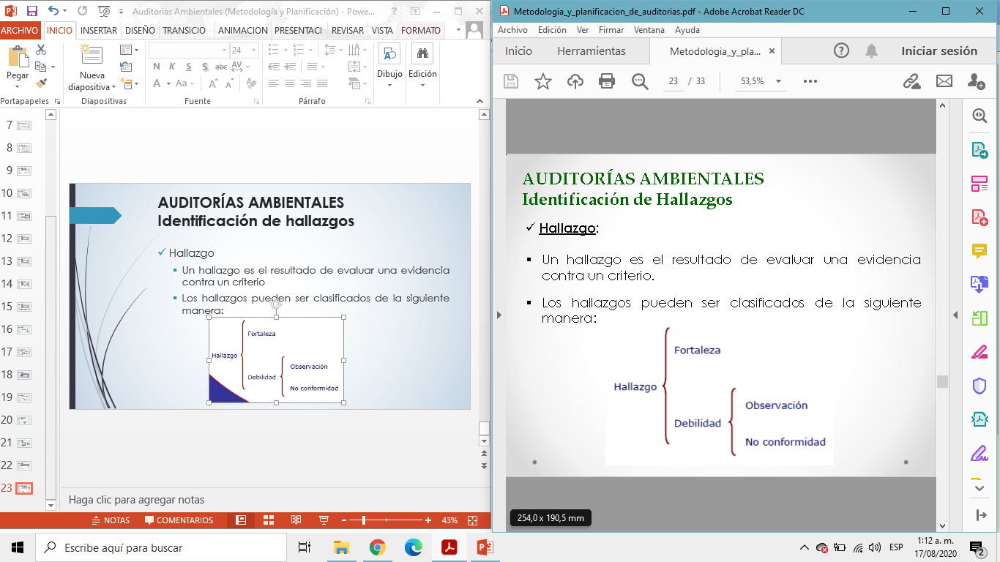 Auditorias Ambientales (Metodología y Planificación) - Powe...
?
ARCHIVO INICIO INSERTAR DISEÑO TRANSICIO ANIMACION PRESENTACI REVISAR VISTA FORMATO
Pegar
Nueva
diapositiva
24
N K S S abc AV
A Aa A A
Dibujo
Edición
Portapapeles Diapositivas Fuente Párrafo
7
8
9
10
11
12
13
14
15
16
17
18
19
20
21
22
23
AUDITORÍAS AMBIENTALES
Identificación de hallazgos
Hallazgo
Un hallazgo es el resultado de evaluar una evidencia
contra un criterio
Los hallazgos pueden ser clasificados de la siguiente
manera:
Fortaleza
Hallazgo
Observación
Debilidad
No conformidad
Haga clic para agregar notas
NOTAS COMENTARIOS 43%
Metodologia_y_planificacion_de_auditorias.pdf - Adobe Acrobat Reader DC
Archivo Edición Ver Firmar Ventana Ayuda
Inicio Herramientas Metodologia_y_pla... × ? Iniciar sesión
23 / 33 53,5%
AUDITORÍAS AMBIENTALES
Identificación de Hallazgos
Hallazgo:
Un hallazgo es el resultado de evaluar una evidencia
contra un criterio.
Los hallazgos pueden ser clasificados de la siguiente
manera:
Fortaleza
Hallazgo
Observación
Debilidad
No conformidad
254,0 x 190,5 mm
Escribe aquí para buscar
ESP
1:12 a. m.
17/08/2020
2